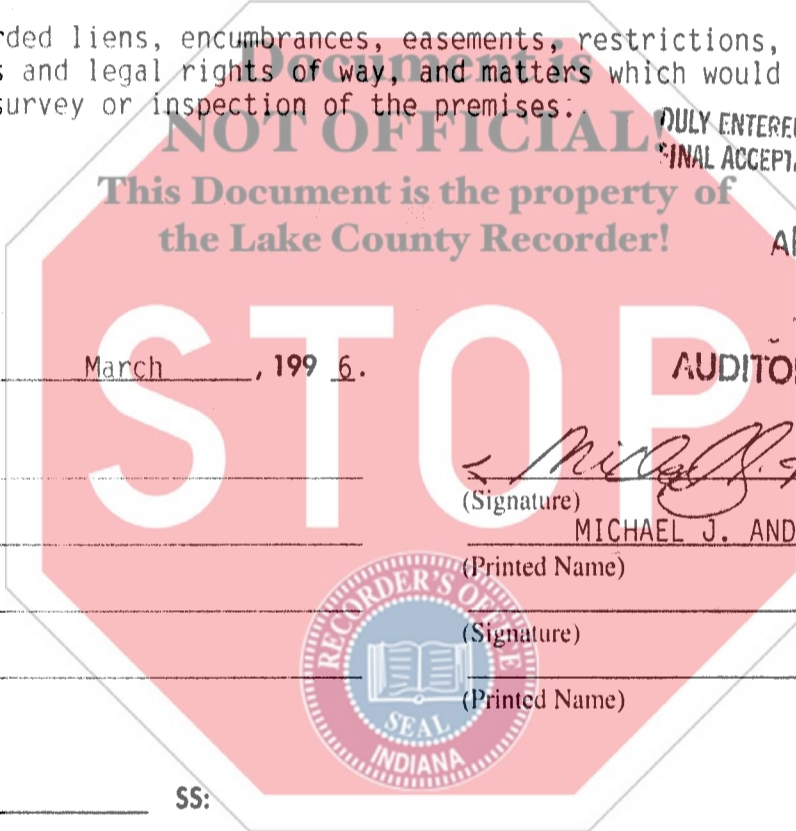 rded liens, encumbrances, easements, restrictions,
s and legal rights of way, and matters which would
survey or inspection of the premises.
Document is
NOT OFFICIAL!
This Document is the property of
the Lake County Recorder!
DULY ENTERE
FINAL ACCEPT
STOP
March, 199 6.
AUDITO
(Signature)
MICHAEL J. AND
(Printed Name)
(Signature)
(Printed Name)
RECORDER'S OFFICE
SEAL
INDIANA
SS: